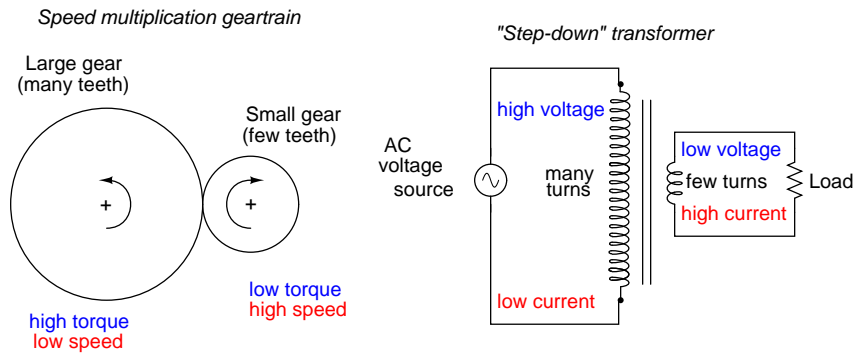 Speed multiplication geartrain
Large gear
(many teeth)
Small gear
(few teeth)
+
+
low torque
high speed
high torque
low speed
"Step-down" transformer
high voltage
AC
voltage
source
many
turns
low voltage
few turns
high current
Load
low current